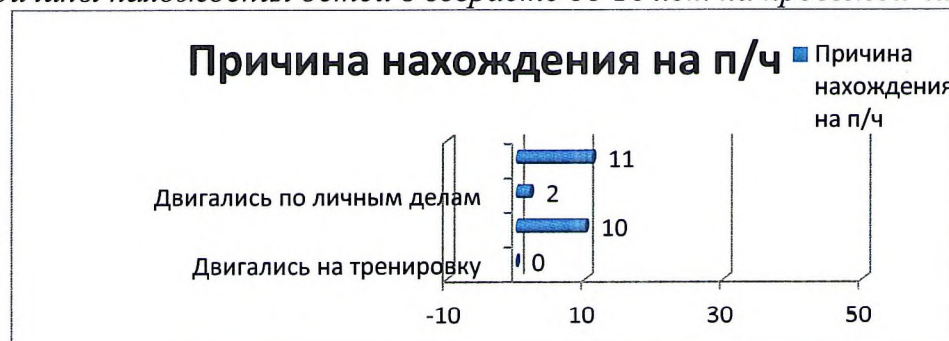 Причина нахождения на п/ч
Причина
нахождения
на п/ч
11
Двигались по личным делам
2
10
Двигались на тренировку
0
-10 10 30 50